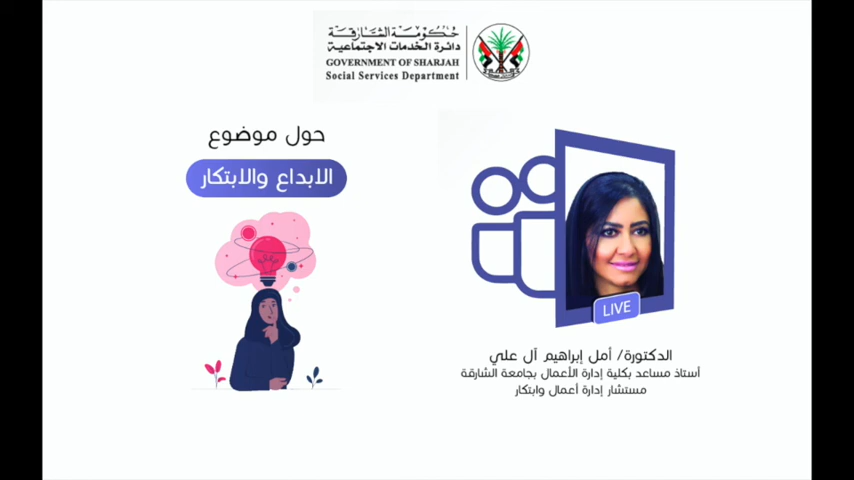 حكومة الشارقة
دائرة الخدمات الاجتماعية
GOVERNMENT OF SHARJAH
Social Services Department
حول موضوع
الابداع والابتكار
LIVE
الدكتورة/ أمل إبراهيم آل علي
أستاذ مساعد بكلية إدارة الأعمال بجامعة الشارقة
مستشار إدارة أعمال وابتكار